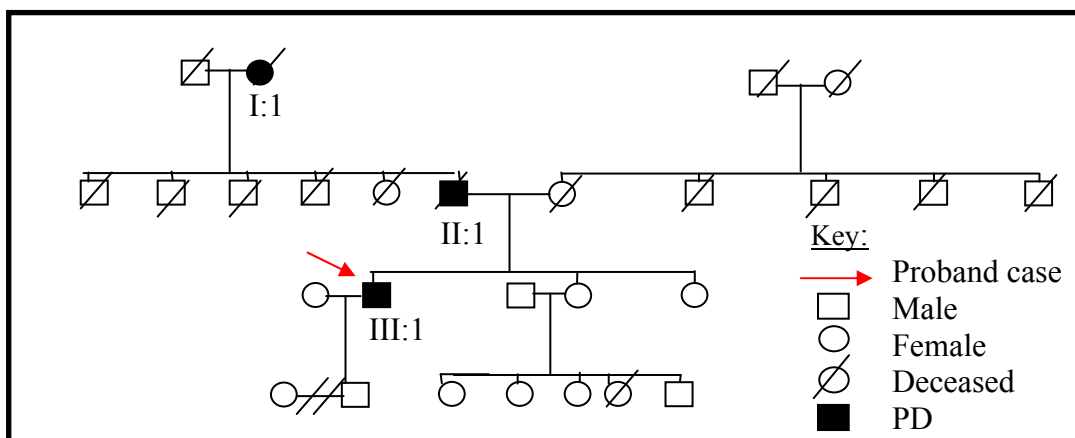 I:1
II:1
Key:
Proband case
III:1
Male
Female
Deceased
PD